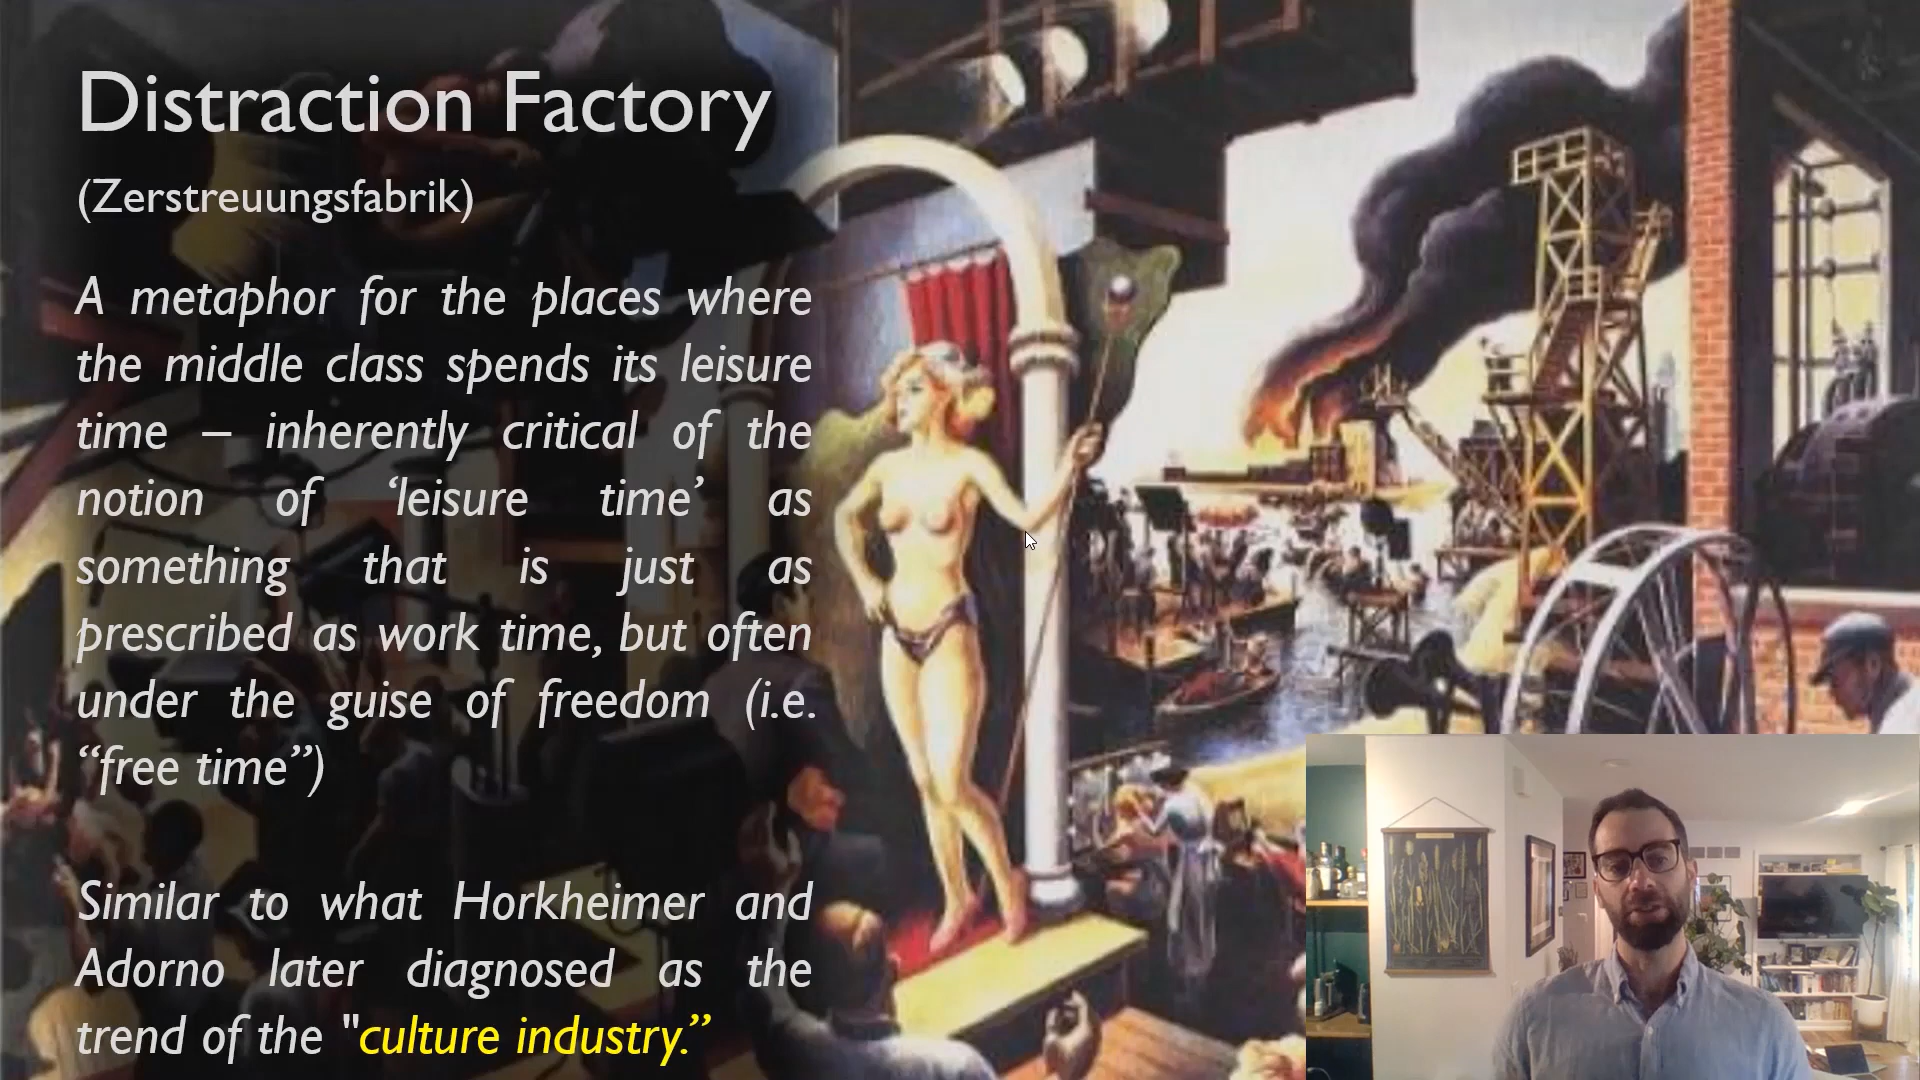 Distraction Factory
(Zerstreuungsfabrik)
A metaphor for the places where
the middle class spends its leisure
time – inherently critical of the
notion of ‘leisure time’ as
something that is just as
prescribed as work time, but often
under the guise of freedom (i.e.
“free time”)
Similar to what Horkheimer and
Adorno later diagnosed as the
trend of the "culture industry.”